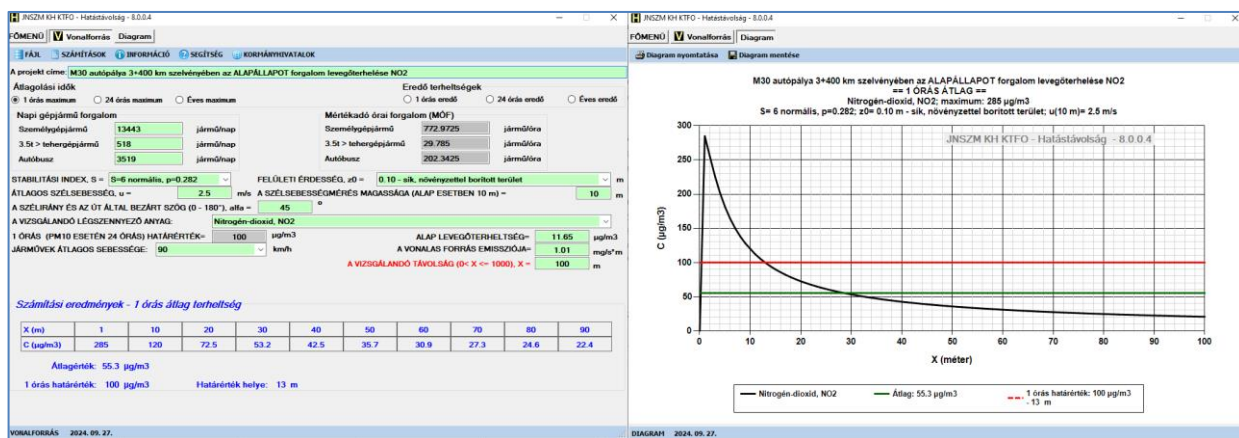 JNSZM KH KTFO - Hatástávolság - 8.0.0.4
FŐMENÜ V Vonalforrás Diagram
FÁJL SZÁMÍTÁSOK INFORMÁCIÓ SEGÍTSÉG KORMÁNYHIVATALOK
A projekt címe: M30 autópálya 3+400 km szelvényében az ALAPÁLLAPOT forgalom levegőterhelése NO2
Átlagolási idők Eredő terheltségek
1 órás maximum 24 órás maximum Éves maximum 1 órás eredő 24 órás eredő Éves eredő
Napi gépjármű forgalom Mértékadó órai forgalom (MÓF)
Személygépjármű 13443 jármű/nap Személygépjármű 772.9725 jármű/óra
3.5t > tehergépjármű 518 jármű/nap 3.5t > tehergépjármű 29.785 jármű/óra
Autóbusz 3519 jármű/nap Autóbusz 202.3425 jármű/óra
STABILITÁSI INDEX, S = S=6 normális, p=0.282 FELÜLETI ÉRDESSÉG, z0 = 0.10 - sík, növényzettel borított terület m
ÁTLAGOS SZÉLSEBESSÉG, u = 2.5 m/s A SZÉLSEBESSÉGMÉRÉS MAGASSÁGA (ALAP ESETBEN 10 m) = 10 m
A SZÉLIRÁNY ÉS AZ ÚT ÁLTAL BEZÁRT SZÖG (0 - 180°), alfa = 45 °
A VIZSGÁLANDÓ LÉGSZENNYEZŐ ANYAG: Nitrogén-dioxid, NO2
1 ÓRÁS (PM10 ESETÉN 24 ÓRÁS) HATÁRÉRTÉK= 100 µg/m3 ALAP LEVEGŐTERHELTSÉG= 11.65 µg/m3
JÁRMŰVEK ÁTLAGOS SEBESSÉGE: 90 km/h A VONALAS FORRÁS EMISSZIÓJA= 1.01 mg/s*m
A VIZSGÁLANDÓ TÁVOLSÁG (0< X <= 1000), X = 100 m
Számítási eredmények - 1 órás átlag terheltség
X (m) 1 10 20 30 40 50 60 70 80 90
C (µg/m3) 285 120 72.5 53.2 42.5 35.7 30.9 27.3 24.6 22.4
Átlagérték: 55.3 µg/m3
1 órás határérték: 100 µg/m3 Határérték helye: 13 m
VONALFORRÁS 2024. 09. 27.
JNSZM KH KTFO - Hatástávolság - 8.0.0.4
FŐMENÜ V Vonalforrás Diagram
Diagram nyomtatása Diagram mentése
M30 autópálya 3+400 km szelvényében az ALAPÁLLAPOT forgalom levegőterhelése NO2
== 1 ÓRÁS ÁTLAG ==
Nitrogén-dioxid, NO2; maximum: 285 µg/m3
S= 6 normális, p=0.282; z0= 0.10 m - sík, növényzettel borított terület; u(10 m)= 2.5 m/s
JNSZM KH KTFO - Hatástávolság - 8.0.0.4
300
250
200
150
100
50
0
C (µg/m3)
0 10 20 30 40 50 60 70 80 90 100
X (méter)
Nitrogén-dioxid, NO2 Átlag: 55.3 µg/m3 1 órás határérték: 100 µg/m3
- 13 m
DIAGRAM 2024. 09. 27.